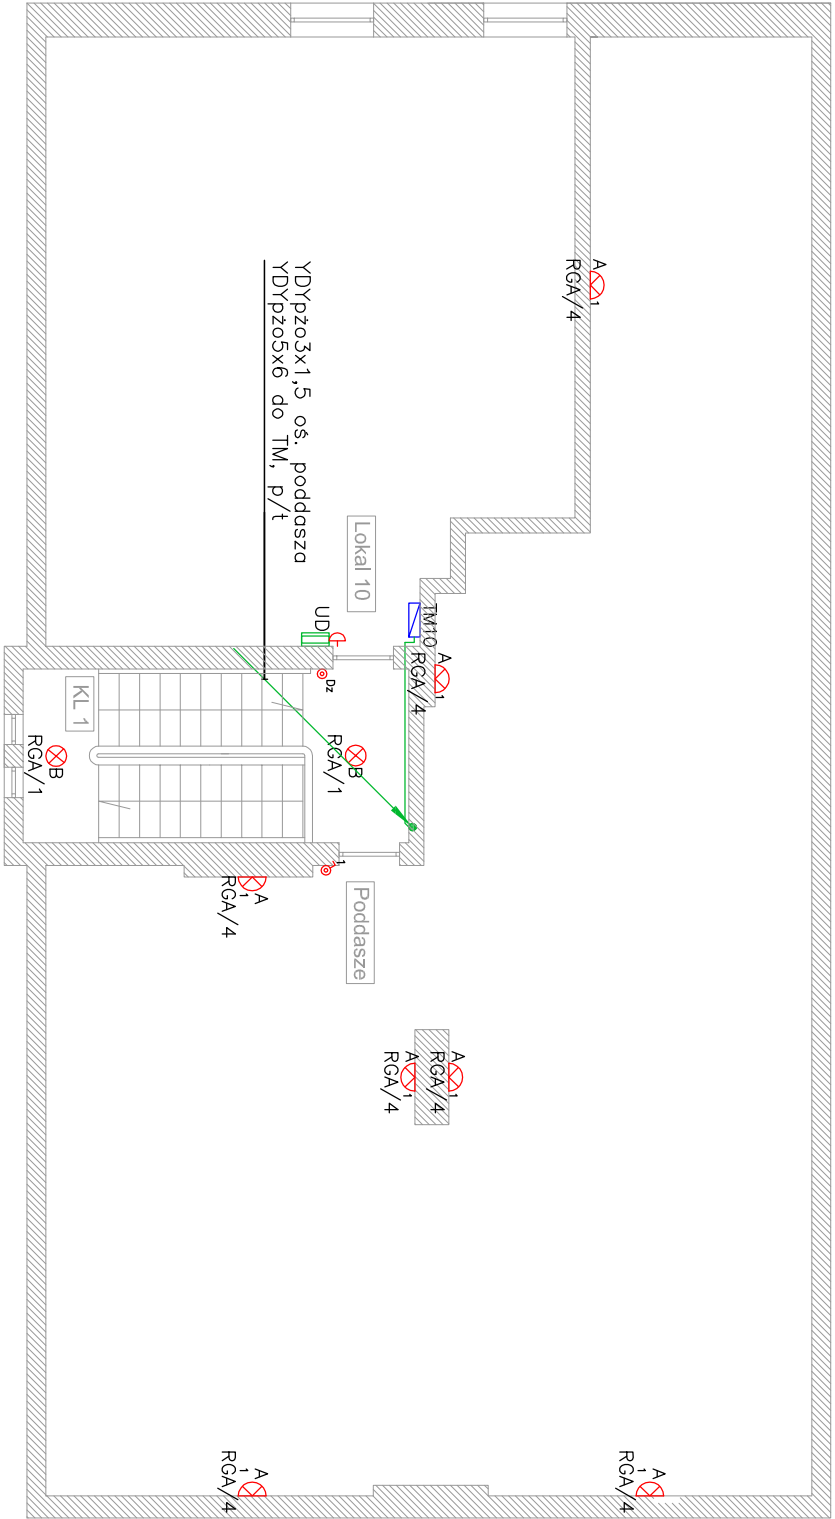 A
1
RGA/4
YDYpżo3x1,5 oś. poddasza
YDYpżo5x6 do TM, p/t
Lokal 10
TM10
UD
A
1
RGA/4
Dz
KL 1
B
RGA/1
B
RGA/1
1
A
1
RGA/4
Poddasze
A
1
RGA/4
A
1
RGA/4
A
1
RGA/4
A
1
RGA/4